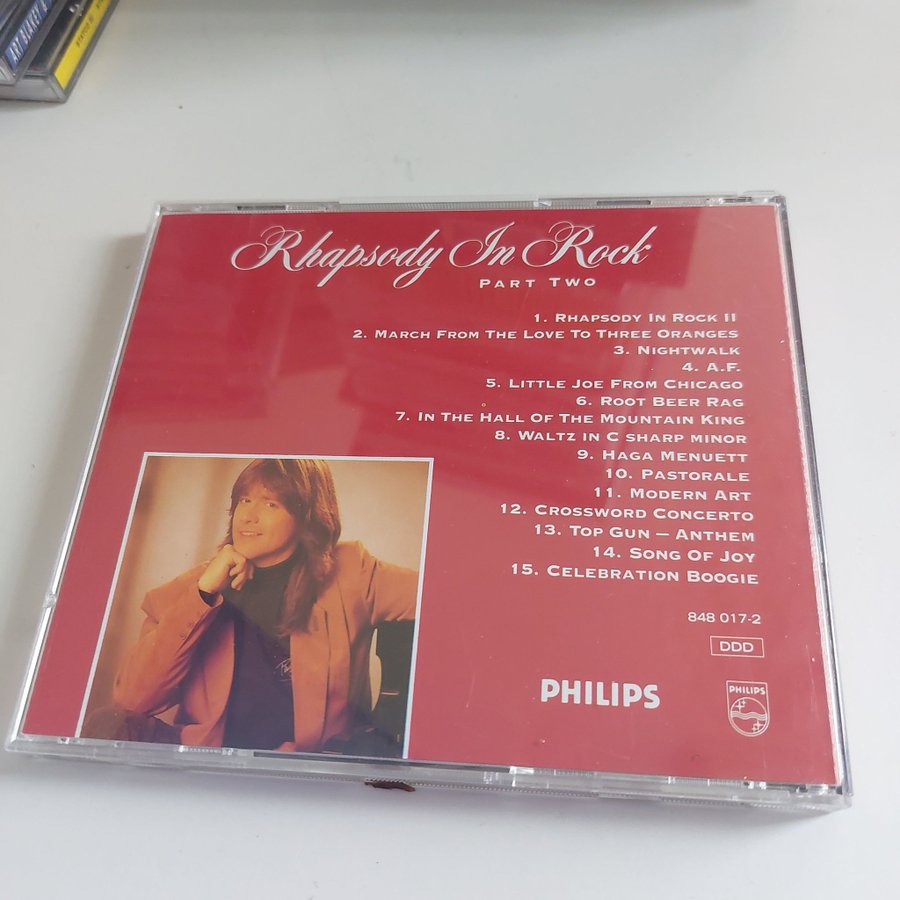 ART BLAKEY &
Rhapsody In Rock
PART TWO
1. RHAPSODY IN ROCK II
2. MARCH FROM THE LOVE TO THREE ORANGES
3. NIGHTWALK
4. A.F.
5. LITTLE JOE FROM CHICAGO
6. ROOT BEER RAG
7. IN THE HALL OF THE MOUNTAIN KING
8. WALTZ IN C SHARP MINOR
9. HAGA MENUETT
10. PASTORALE
11. MODERN ART
12. CROSSWORD CONCERTO
13. TOP GUN – ANTHEM
14. SONG OF JOY
15. CELEBRATION BOOGIE
848 017-2
DDD
PHILIPS
PHILIPS